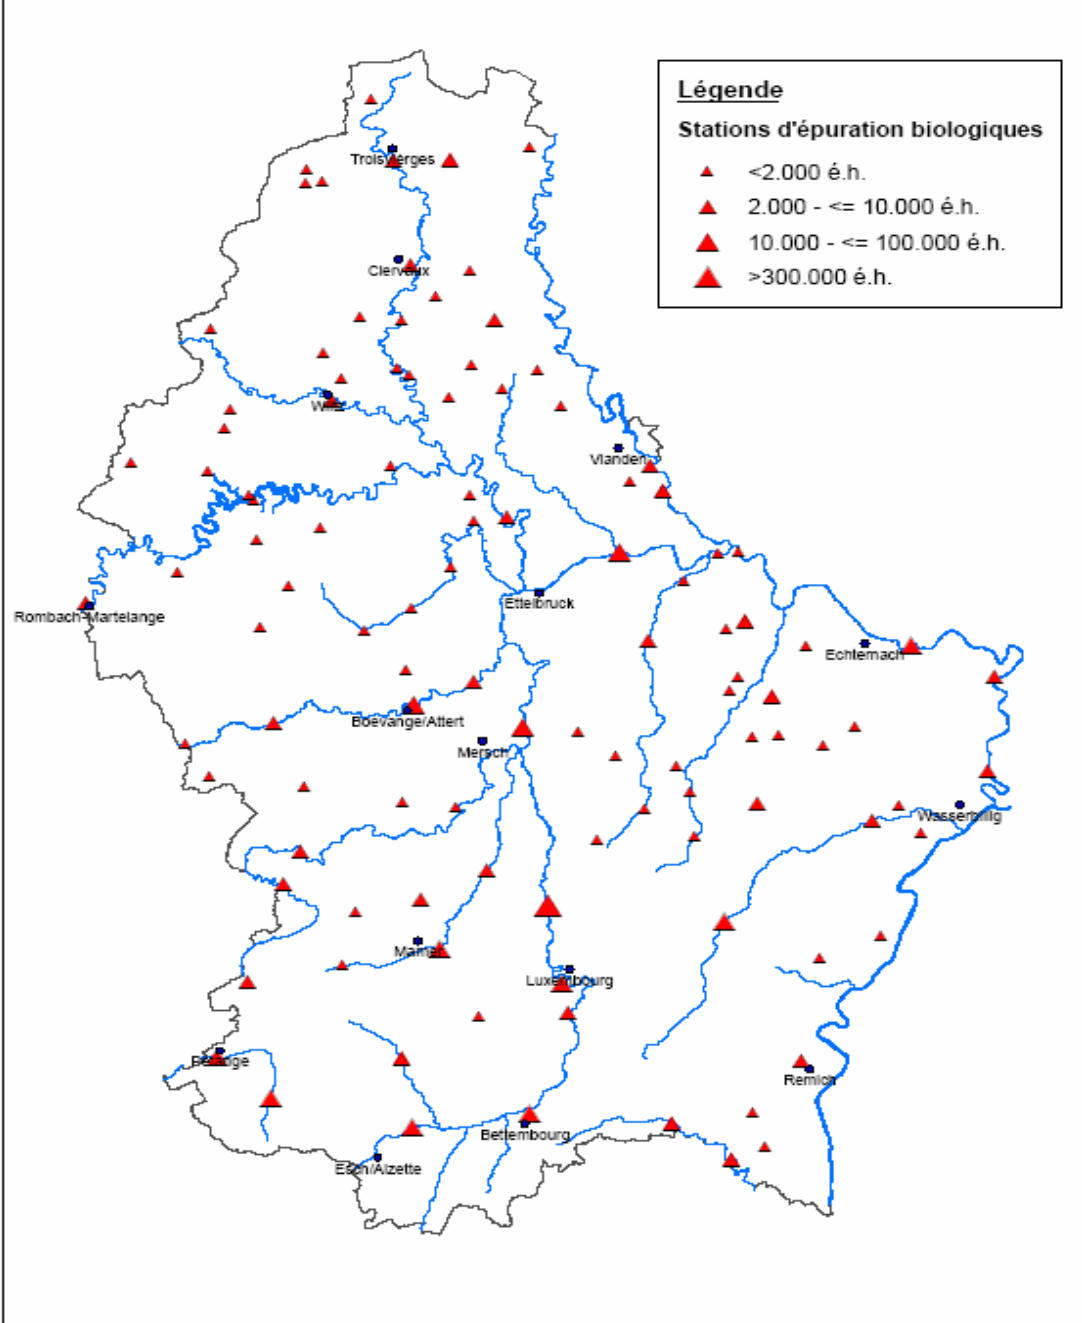 Légende
Stations d'épuration biologiques
<2.000 é.h.
2.000 - <= 10.000 é.h.
10.000 - <= 100.000 é.h.
>300.000 é.h.
Troisvierges
Clervaux
Wiltz
Vianden
Ettelbruck
Rombach-Martelange
Echternach
Boevange/Attert
Mersch
Wasserbillig
Mamer
Luxembourg
Pétange
Remich
Bettembourg
Esch/Alzette